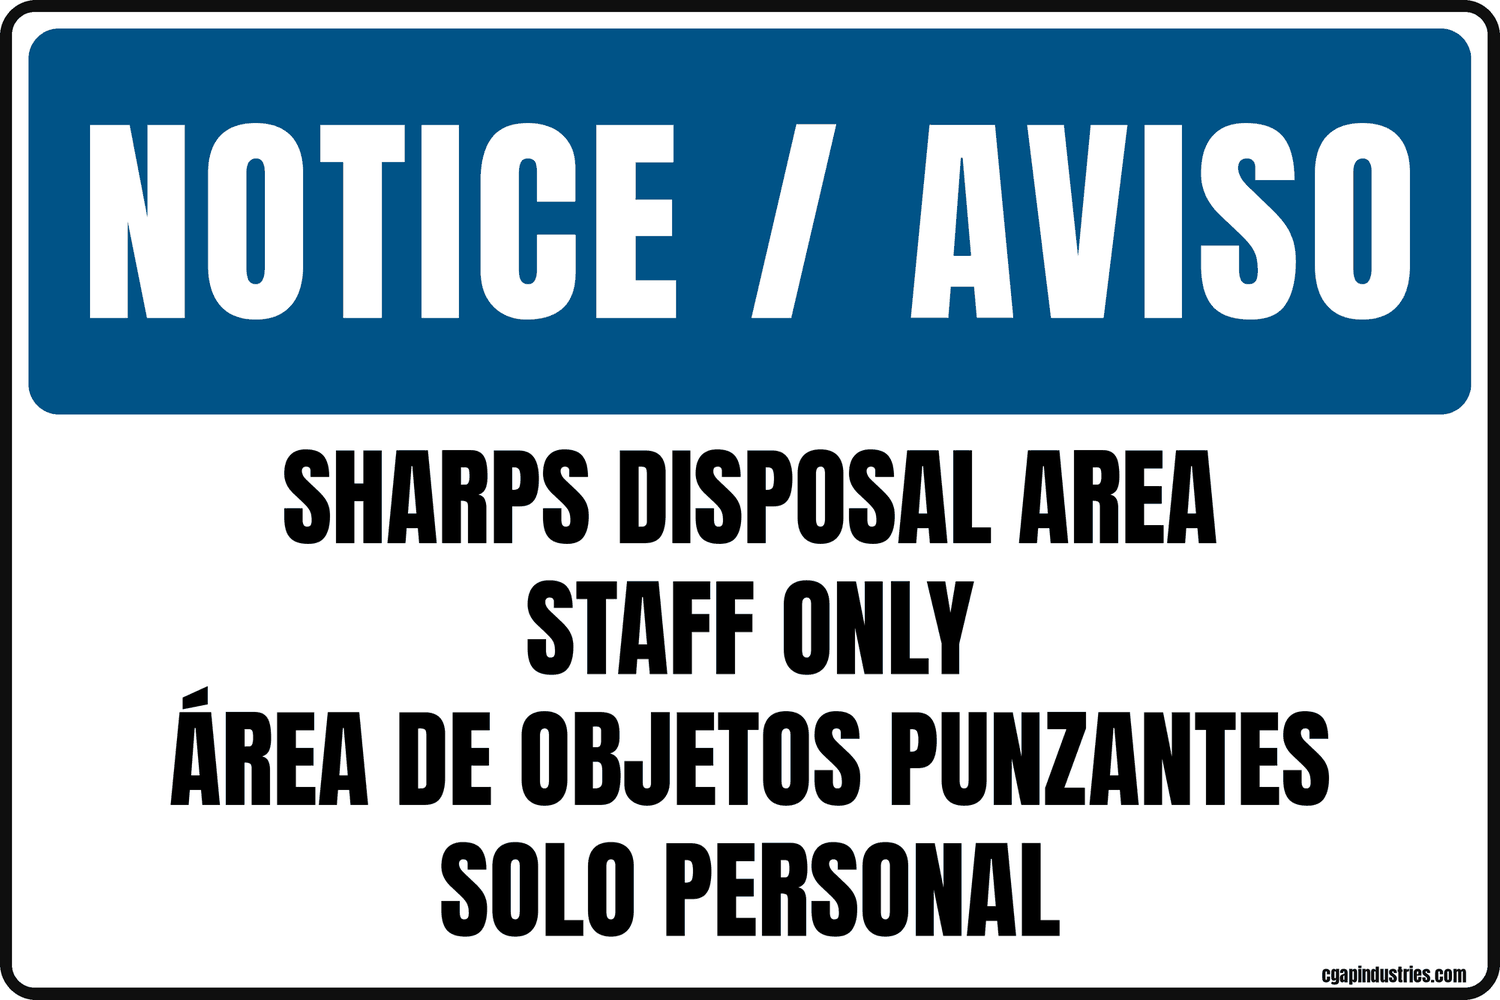 NOTICE / AVISO
SHARPS DISPOSAL AREA
STAFF ONLY
ÁREA DE OBJETOS PUNZANTES
SOLO PERSONAL
cgapindustries.com